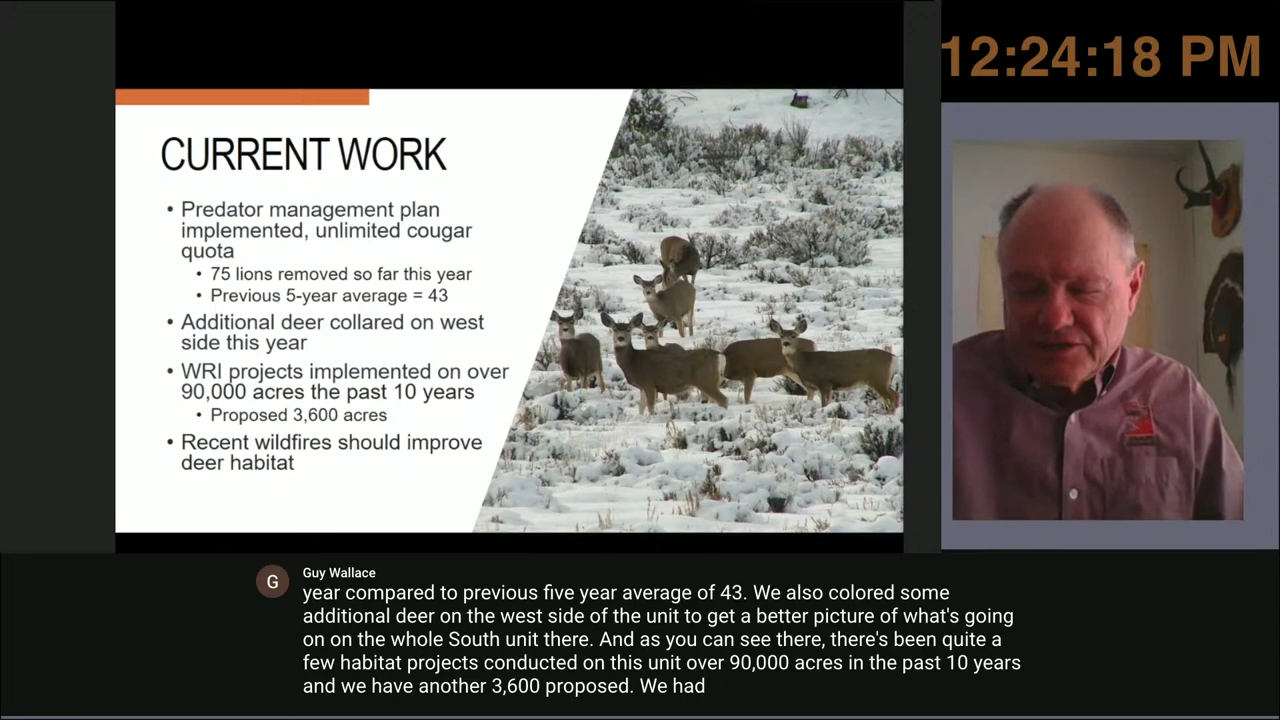 12:24:18 PM
CURRENT WORK
• Predator management plan
implemented, unlimited cougar
quota
• 75 lions removed so far this year
• Previous 5-year average = 43
• Additional deer collared on west
side this year
• WRI projects implemented on over
90,000 acres the past 10 years
• Proposed 3,600 acres
• Recent wildfires should improve
deer habitat
G
Guy Wallace
year compared to previous five year average of 43. We also colored some
additional deer on the west side of the unit to get a better picture of what's going
on on the whole South unit there. And as you can see there, there's been quite a
few habitat projects conducted on this unit over 90,000 acres in the past 10 years
and we have another 3,600 proposed. We had